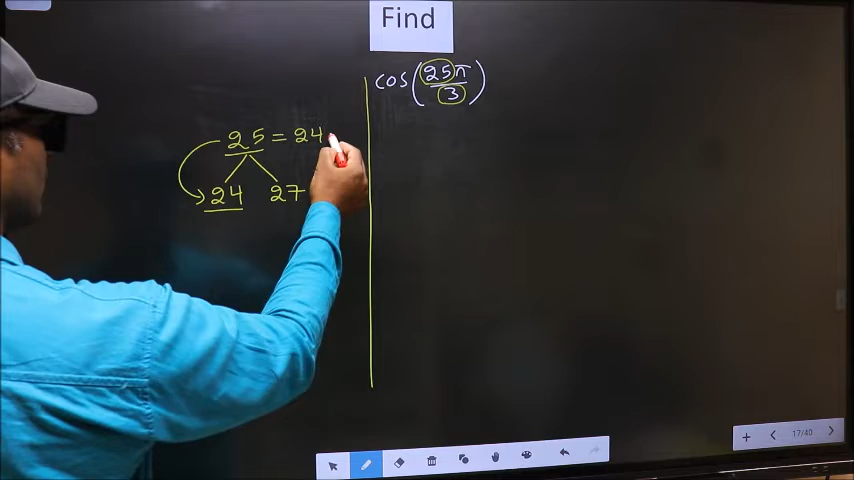 Find
cos(25π/3)
25 = 24
24 27
17/40